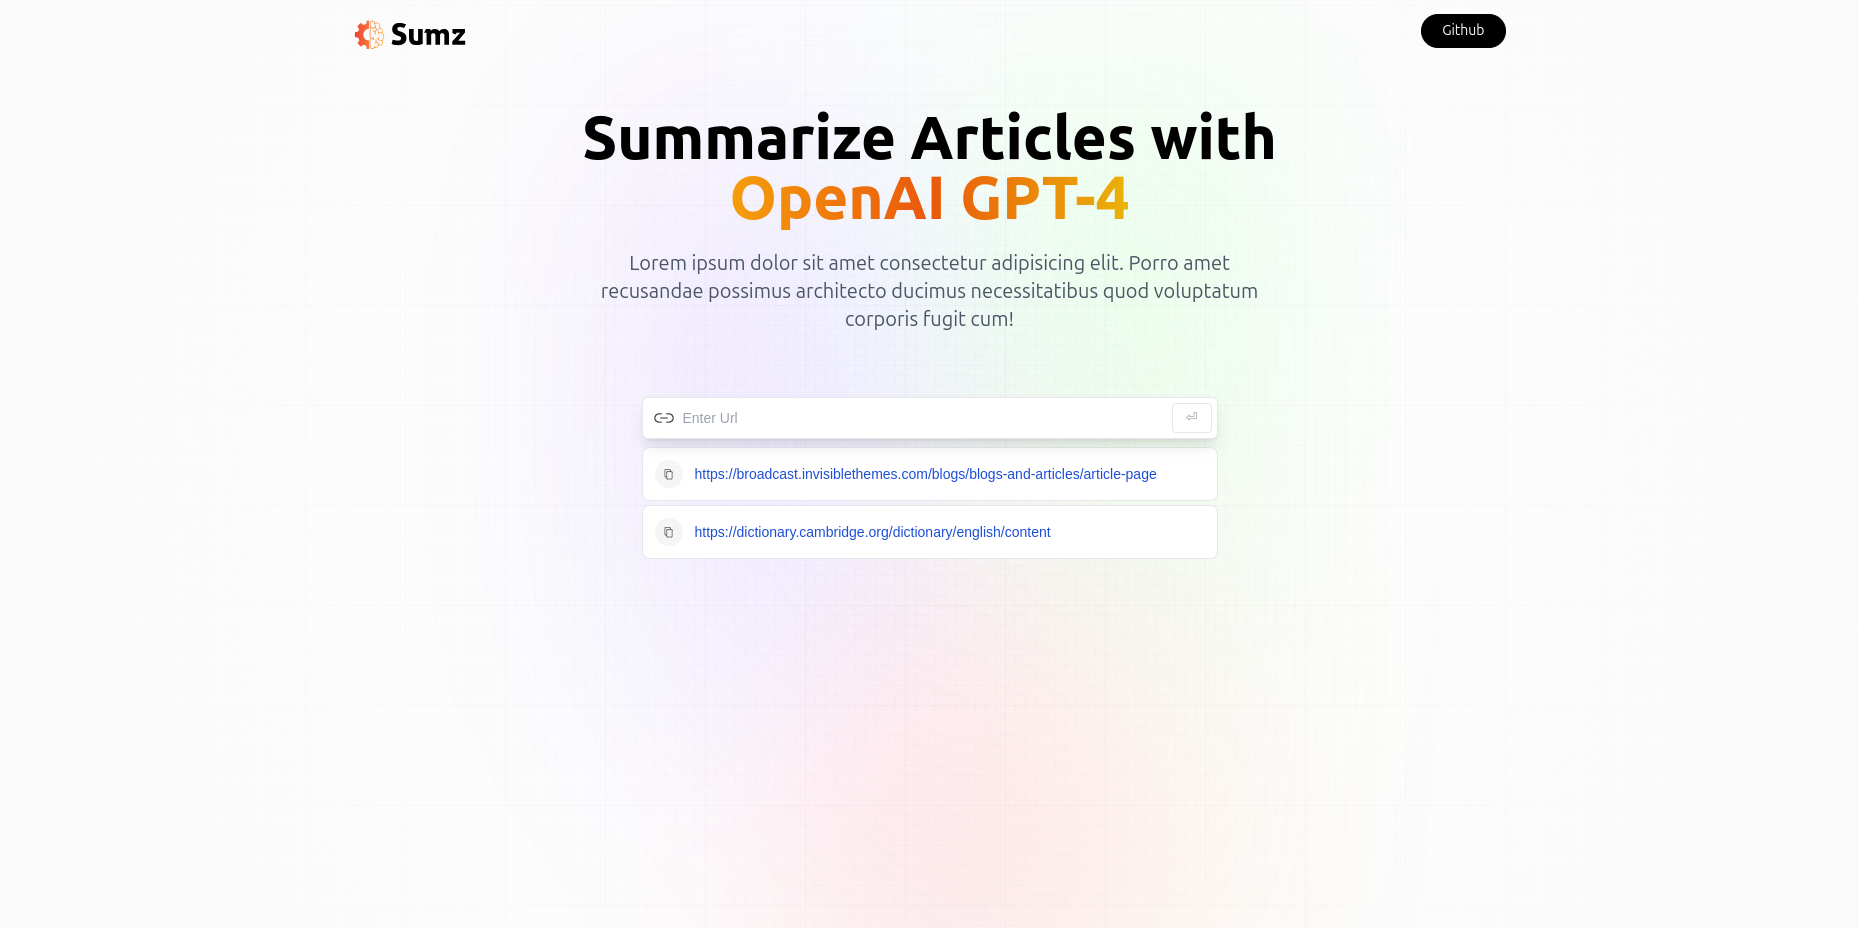 Sumz
Github
Summarize Articles with
OpenAI GPT-4
Lorem ipsum dolor sit amet consectetur adipisicing elit. Porro amet
recusandae possimus architecto ducimus necessitatibus quod voluptatum
corporis fugit cum!
Enter Url
https://broadcast.invisiblethemes.com/blogs/blogs-and-articles/article-page
https://dictionary.cambridge.org/dictionary/english/content